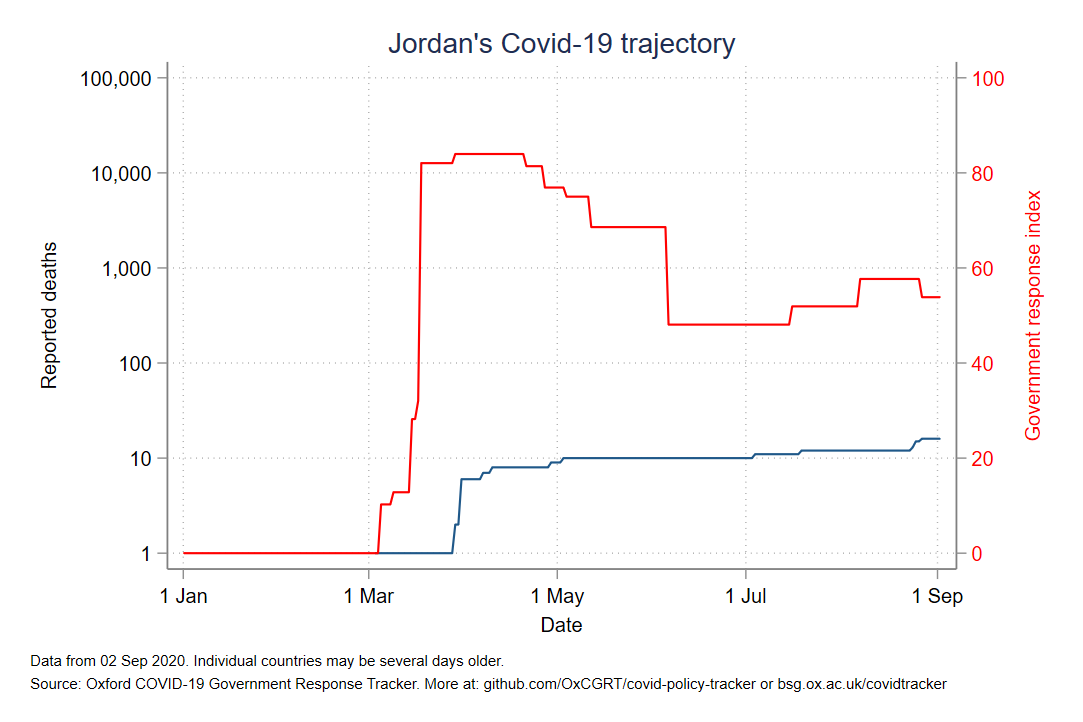 Jordan's Covid-19 trajectory
100,000
10,000
1,000
100
10
1
Reported deaths
100
80
60
40
20
0
Government response index
1 Jan
1 Mar
1 May
1 Jul
1 Sep
Date
Data from 02 Sep 2020. Individual countries may be several days older.
Source: Oxford COVID-19 Government Response Tracker. More at: github.com/OxCGRT/covid-policy-tracker or bsg.ox.ac.uk/covidtracker